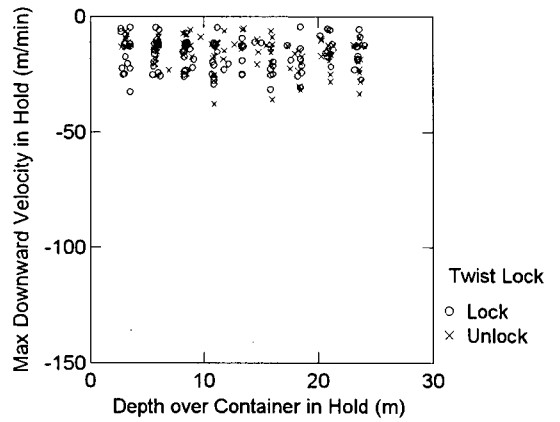 Max Downward Velocity in Hold (m/min)
0
-50
-100
-150
0 10 20 30
Depth over Container in Hold (m)
Twist Lock
Lock
Unlock